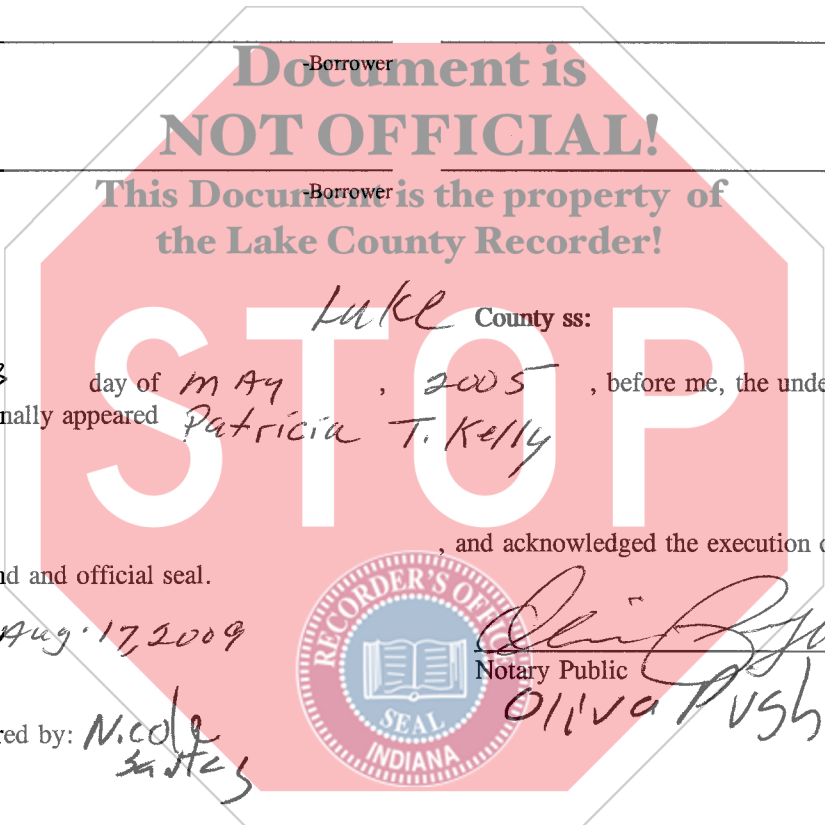 -Borrower
Document is
NOT OFFICIAL!
-Borrower
This Document is the property of
the Lake County Recorder!
STOP
Lake County ss:
day of MAy , 2005 , before me, the unde
nally appeared Patricia T. Kelly
, and acknowledged the execution
nd and official seal.
Aug. 17, 2009
Notary Public
Oliva Pugh
red by: Nicole
RECORDER'S OFFICE
SEAL
INDIANA